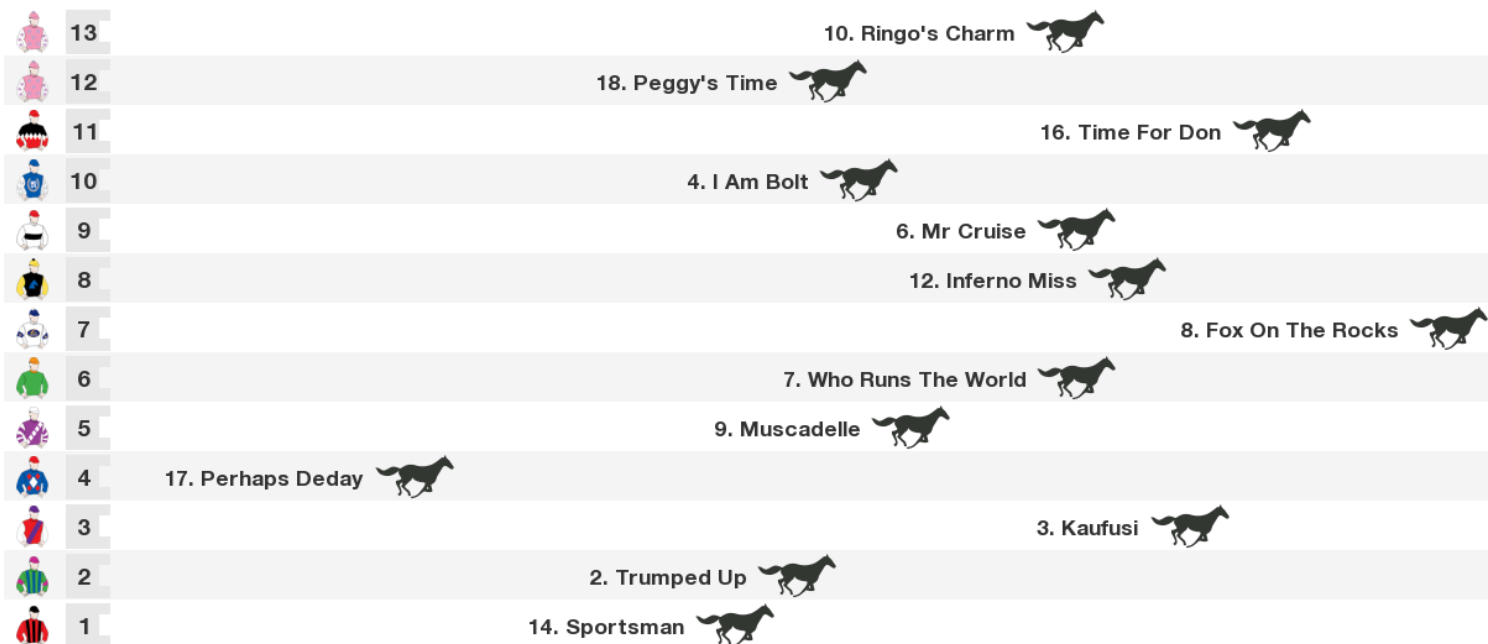 13 10. Ringo's Charm
12 18. Peggy's Time
11 16. Time For Don
10 4. I Am Bolt
9 6. Mr Cruise
8 12. Inferno Miss
7 8. Fox On The Rocks
6 7. Who Runs The World
5 9. Muscadelle
4 17. Perhaps Deday
3 3. Kaufusi
2 2. Trumped Up
1 14. Sportsman